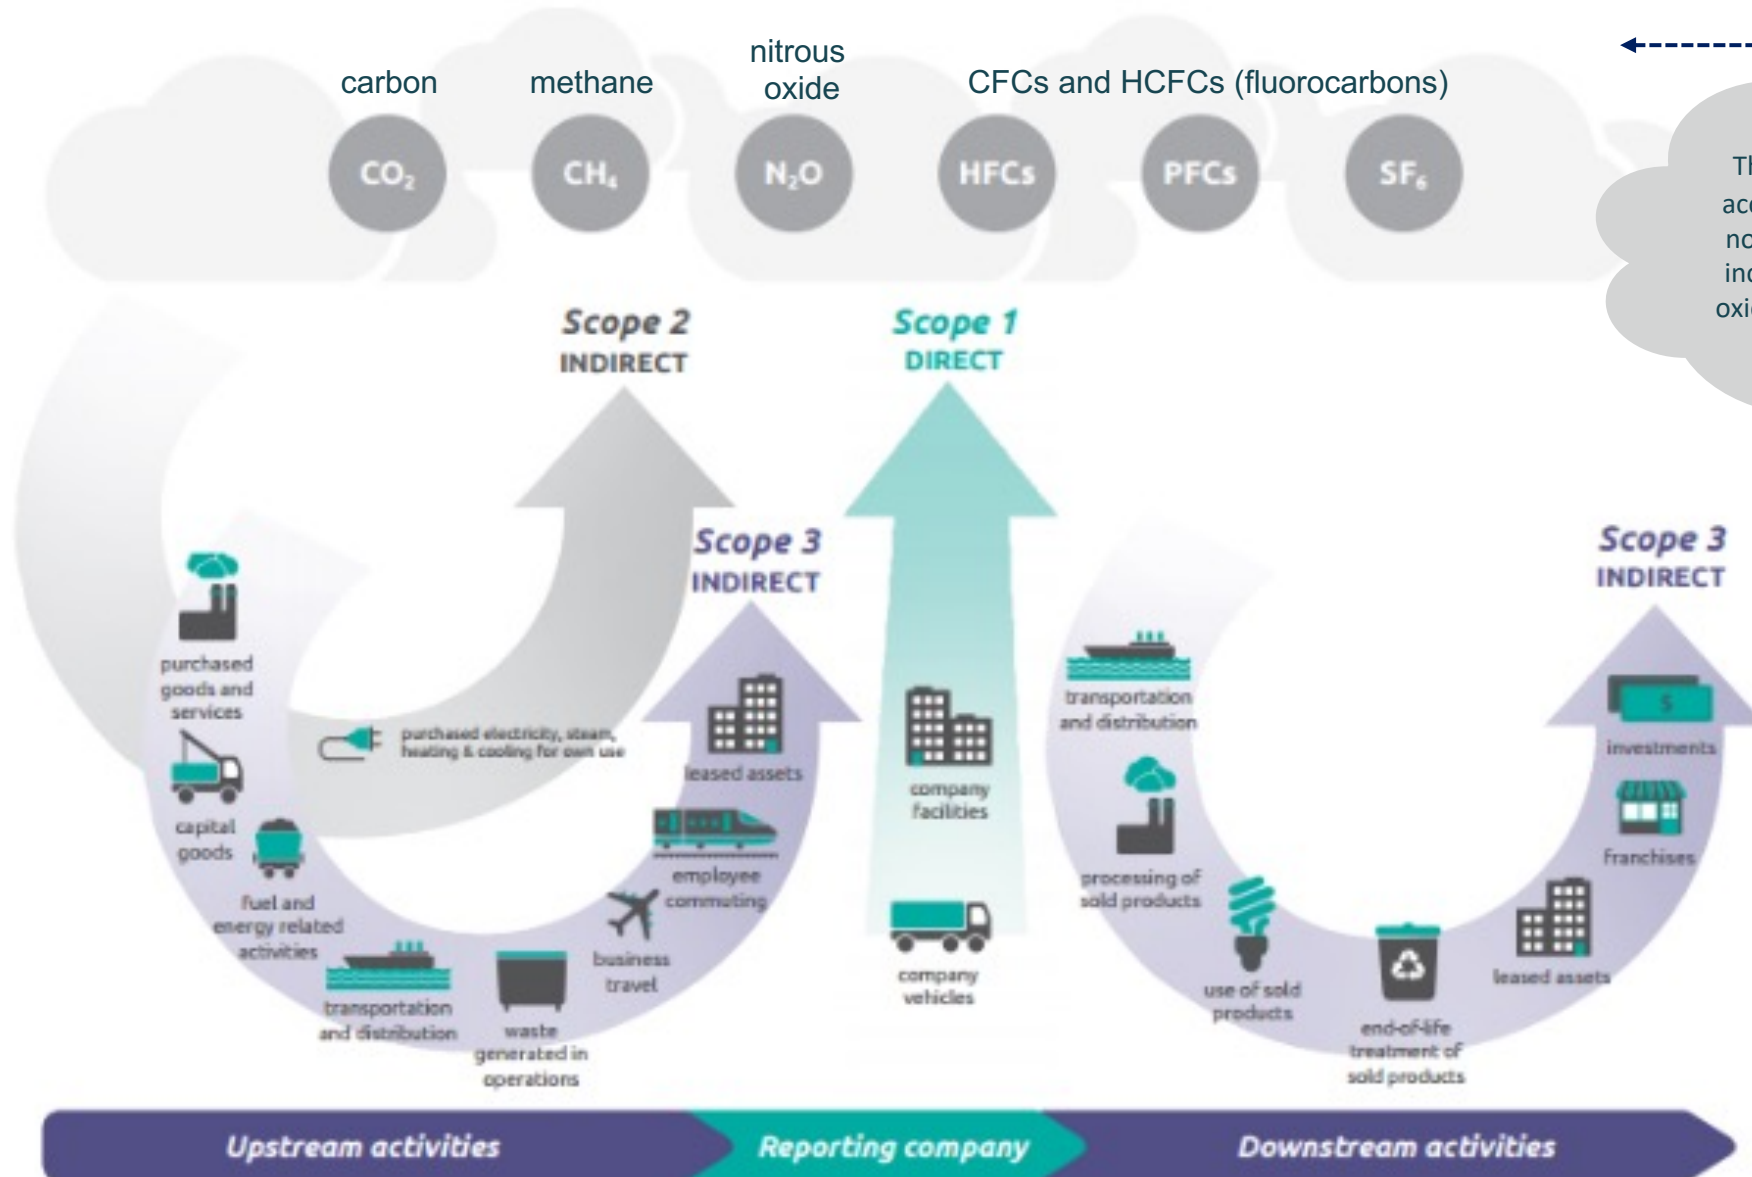 carbon
methane
nitrous
oxide
CFCs and HCFCs (fluorocarbons)
CO₂
CH₄
N₂O
HFCs
PFCs
SF₆
Scope 2
INDIRECT
Scope 1
DIRECT
Scope 3
INDIRECT
Scope 3
INDIRECT
purchased
goods and
services
capital
goods
fuel and
energy related
activities
transportation
and distribution
waste
generated in
operations
business
travel
employee
commuting
leased assets
purchased electricity, steam,
heating & cooling for own use
company
facilities
company
vehicles
transportation
and distribution
processing of
sold products
use of sold
products
end-of-life
treatment of
sold products
leased assets
franchises
$
investments
Upstream activities
Reporting company
Downstream activities